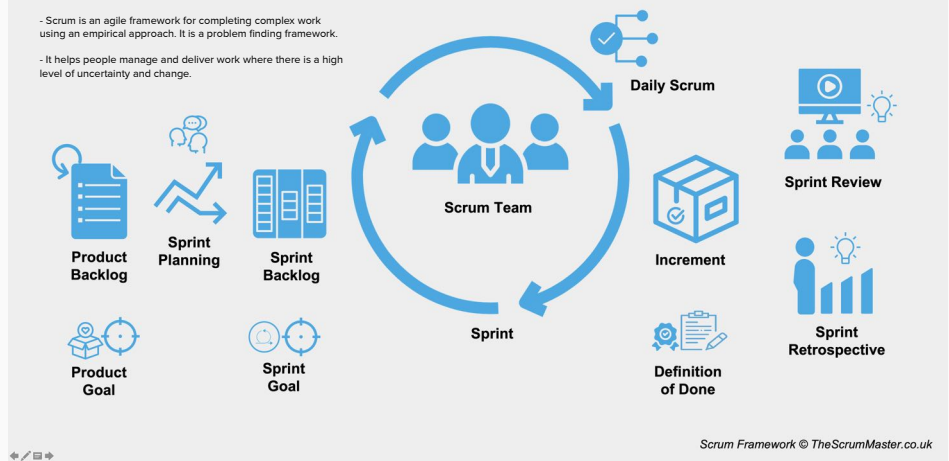 - Scrum is an agile framework for completing complex work
using an empirical approach. It is a problem finding framework.
- It helps people manage and deliver work where there is a high
level of uncertainty and change.
Daily Scrum
Scrum Team
Sprint Review
Product
Backlog
Sprint
Planning
Sprint
Backlog
Increment
Sprint
Sprint
Retrospective
Product
Goal
Sprint
Goal
Definition
of Done
Scrum Framework © TheScrumMaster.co.uk